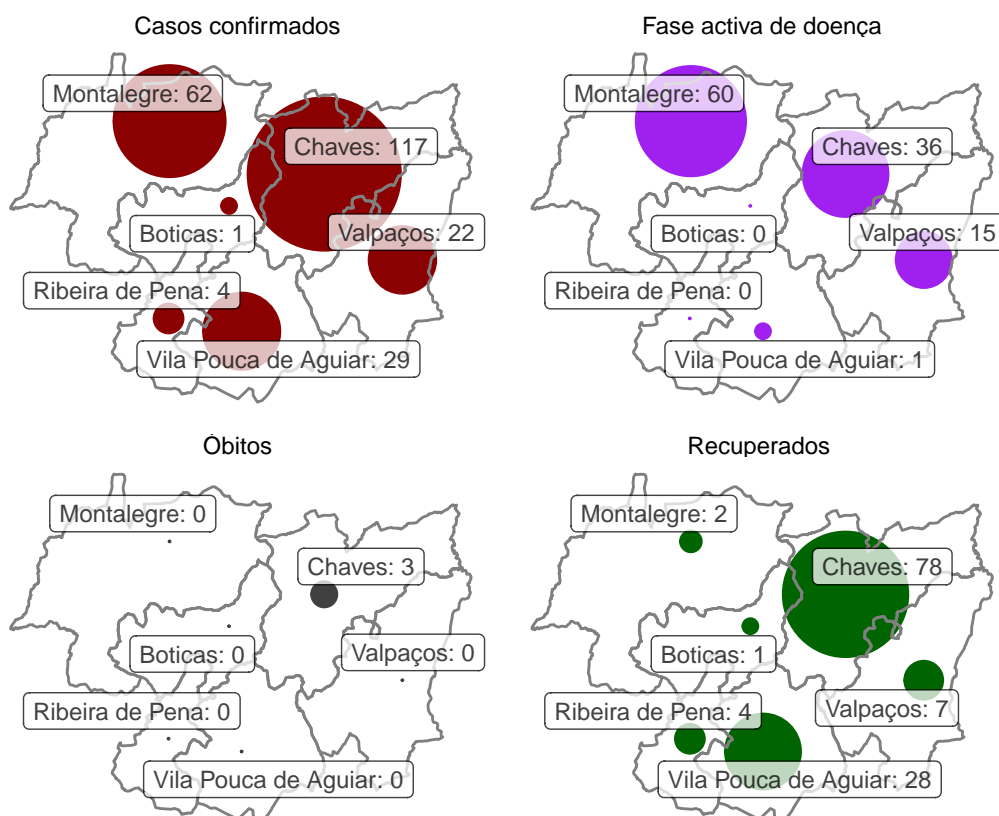 Casos confirmados
Montalegre: 62
Chaves: 117
Boticas: 1
Valpaços: 22
Ribeira de Pena: 4
Vila Pouca de Aguiar: 29
Fase activa de doença
Montalegre: 60
Chaves: 36
Boticas: 0
Valpaços: 15
Ribeira de Pena: 0
Vila Pouca de Aguiar: 1
Óbitos
Montalegre: 0
Chaves: 3
Boticas: 0
Valpaços: 0
Ribeira de Pena: 0
Vila Pouca de Aguiar: 0
Recuperados
Montalegre: 2
Chaves: 78
Boticas: 1
Valpaços: 7
Ribeira de Pena: 4
Vila Pouca de Aguiar: 28